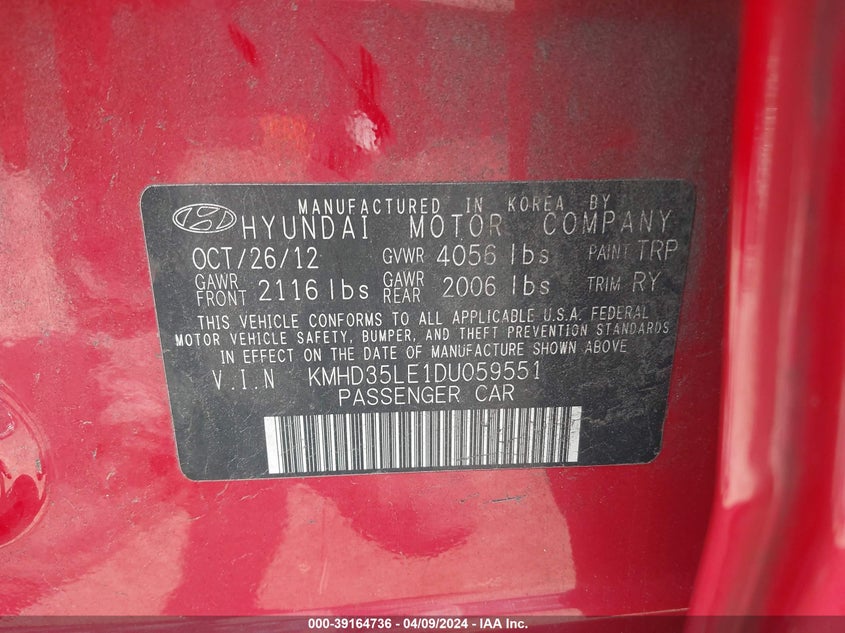 MANUFACTURED IN KOREA BY
HYUNDAI MOTOR COMPANY
OCT/26/12 GVWR 4056 lbs PAINT TRP
GAWR FRONT 2116 lbs GAWR REAR 2006 lbs TRIM RY
THIS VEHICLE CONFORMS TO ALL APPLICABLE U.S.A. FEDERAL
MOTOR VEHICLE SAFETY, BUMPER, AND THEFT PREVENTION STANDARDS
IN EFFECT ON THE DATE OF MANUFACTURE SHOWN ABOVE
V.I.N KMHD35LE1DU059551
PASSENGER CAR
000-39164736 - 04/09/2024 - IAA Inc.